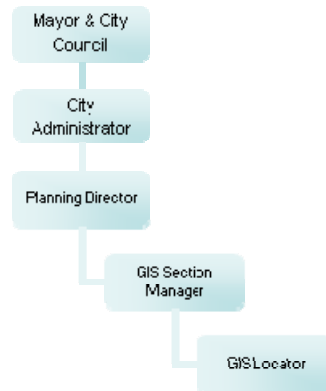 Mayor & City
Council
City
Administrator
Planning Director
GIS Section
Manager
GIS Locator